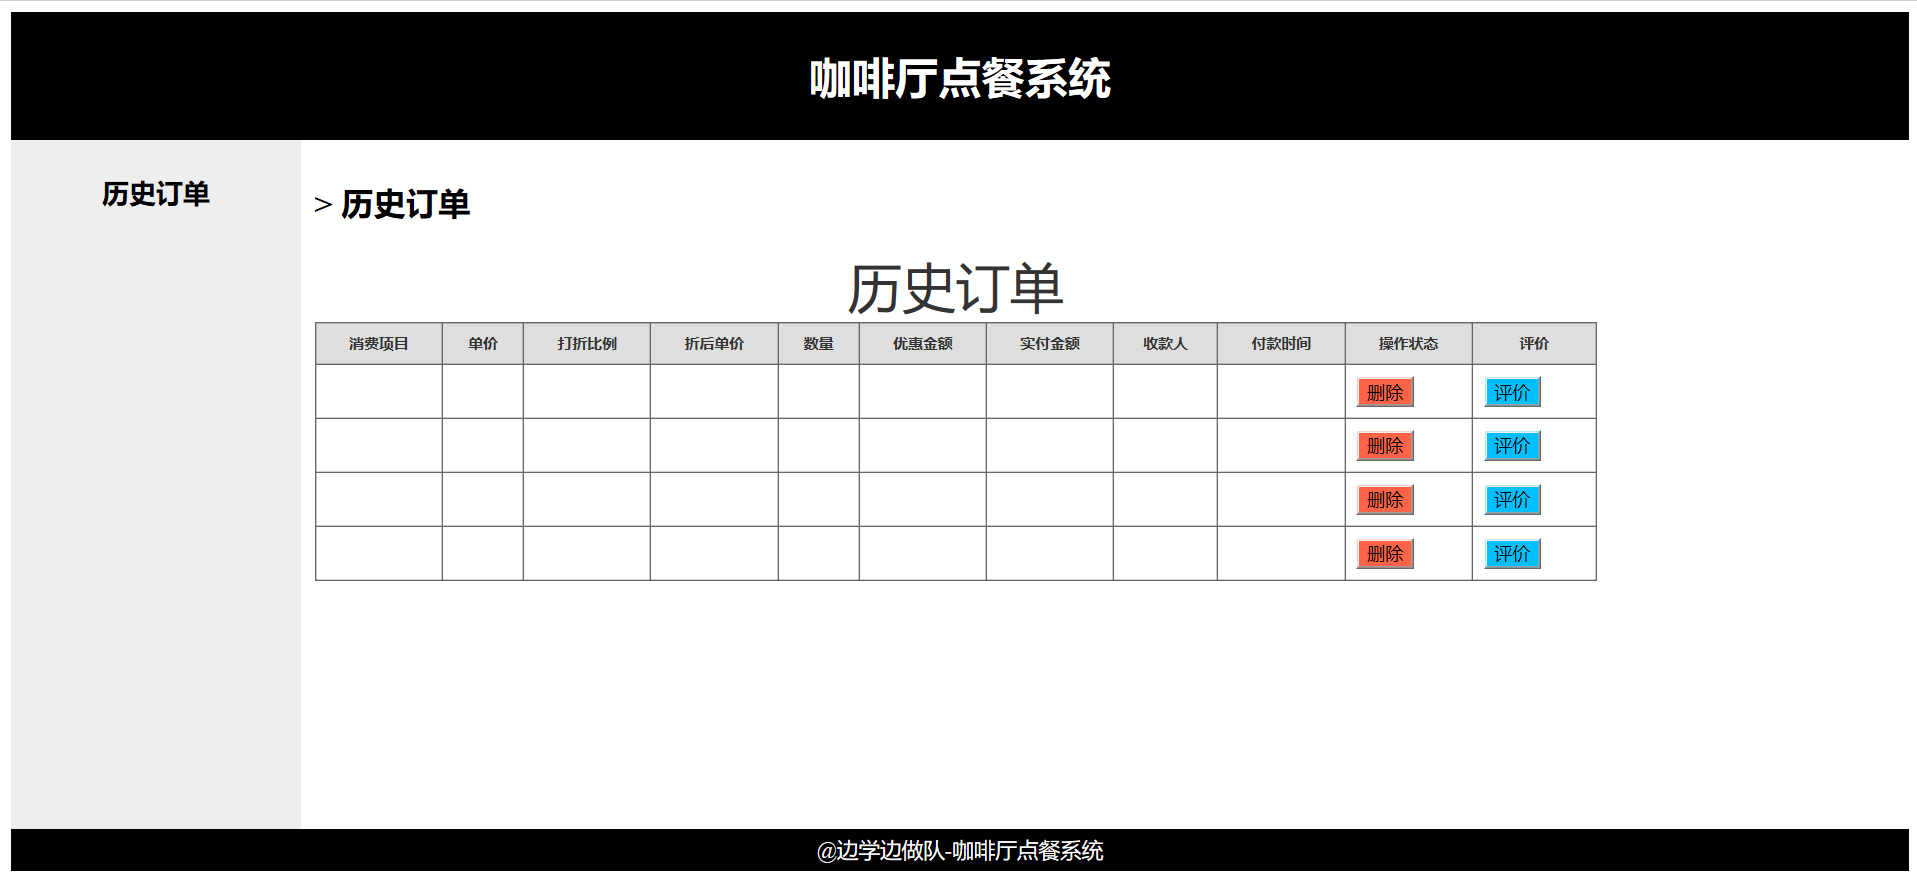 咖啡厅点餐系统
历史订单
> 历史订单
历史订单
消费项目 单价 打折比例 折后单价 数量 优惠金额 实付金额 收款人 付款时间 操作状态 评价
删除 评价
删除 评价
删除 评价
删除 评价
@边学边做队-咖啡厅点餐系统